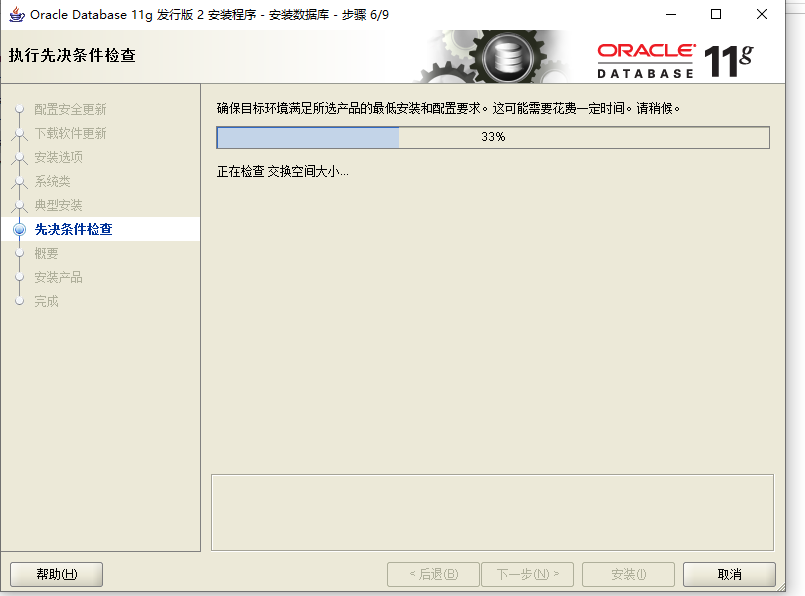 Oracle Database 11g 发行版 2 安装程序 - 安装数据库 - 步骤 6/9
执行先决条件检查
ORACLE
DATABASE
11g
配置安全更新
下载软件更新
安装选项
系统类
典型安装
先决条件检查
概要
安装产品
完成
确保目标环境满足所选产品的最低安装和配置要求。这可能需要花费一定时间。请稍候。
33%
正在检查 交换空间大小...
帮助(H)
< 后退(B)
下一步(N) >
安装(I)
取消